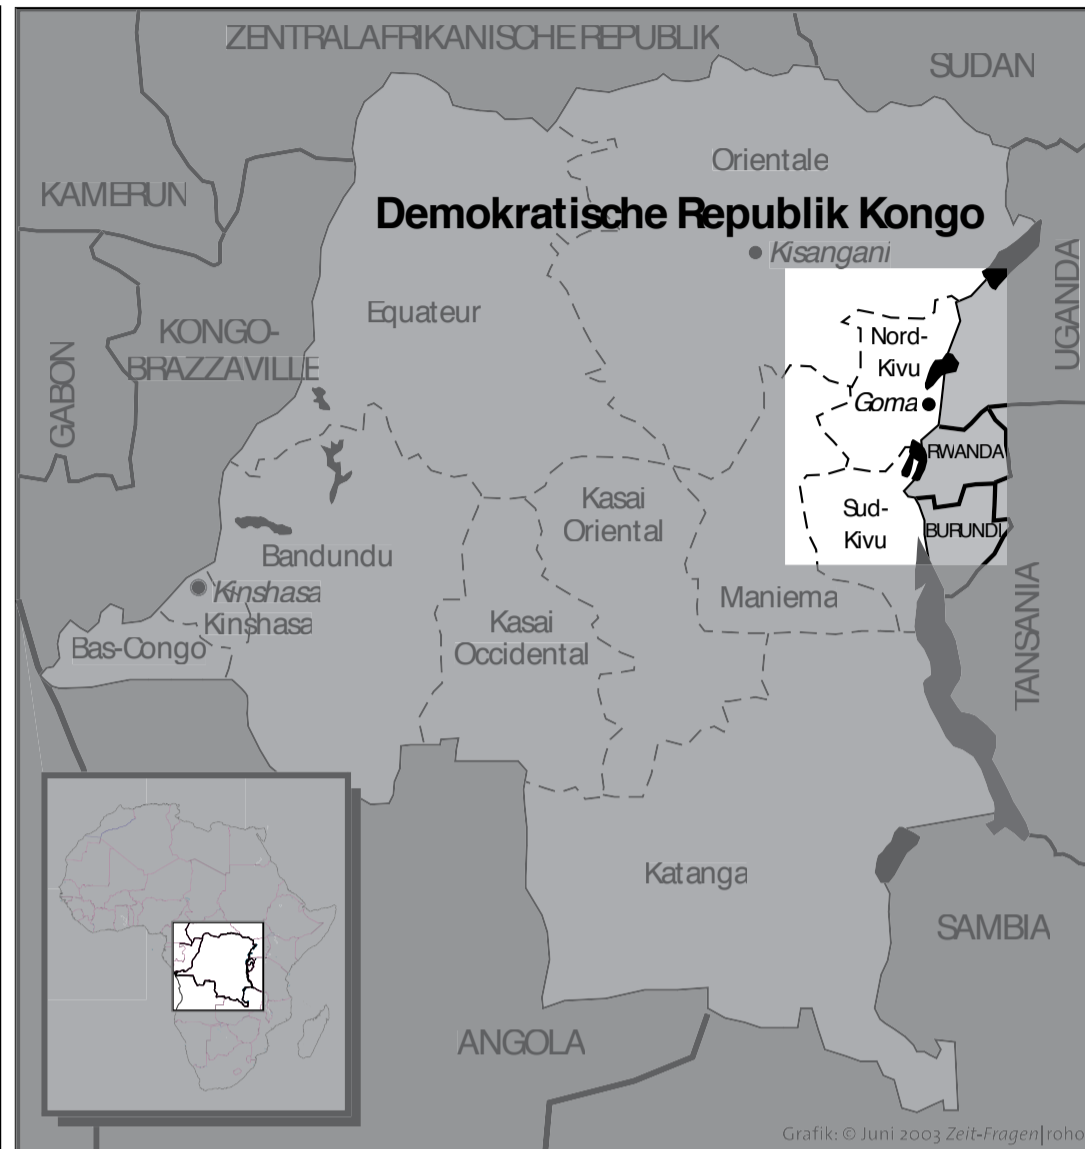 ZENTRALAFRIKANISCHE REPUBLIK
SUDAN
KAMERUN
Orientale
Demokratische Republik Kongo
Kisangani
UGANDA
Equateur
KONGO-
BRAZZAVILLE
GABON
Nord-
Kivu
Goma
RWANDA
Kasai
Oriental
Sud-
Kivu
BURUNDI
Bandundu
Kinshasa
Kinshasa
Bas-Congo
Kasai
Occidental
Maniema
TANSANIA
Katanga
SAMBIA
ANGOLA
Grafik: © Juni 2003 Zeit-Fragen|roho